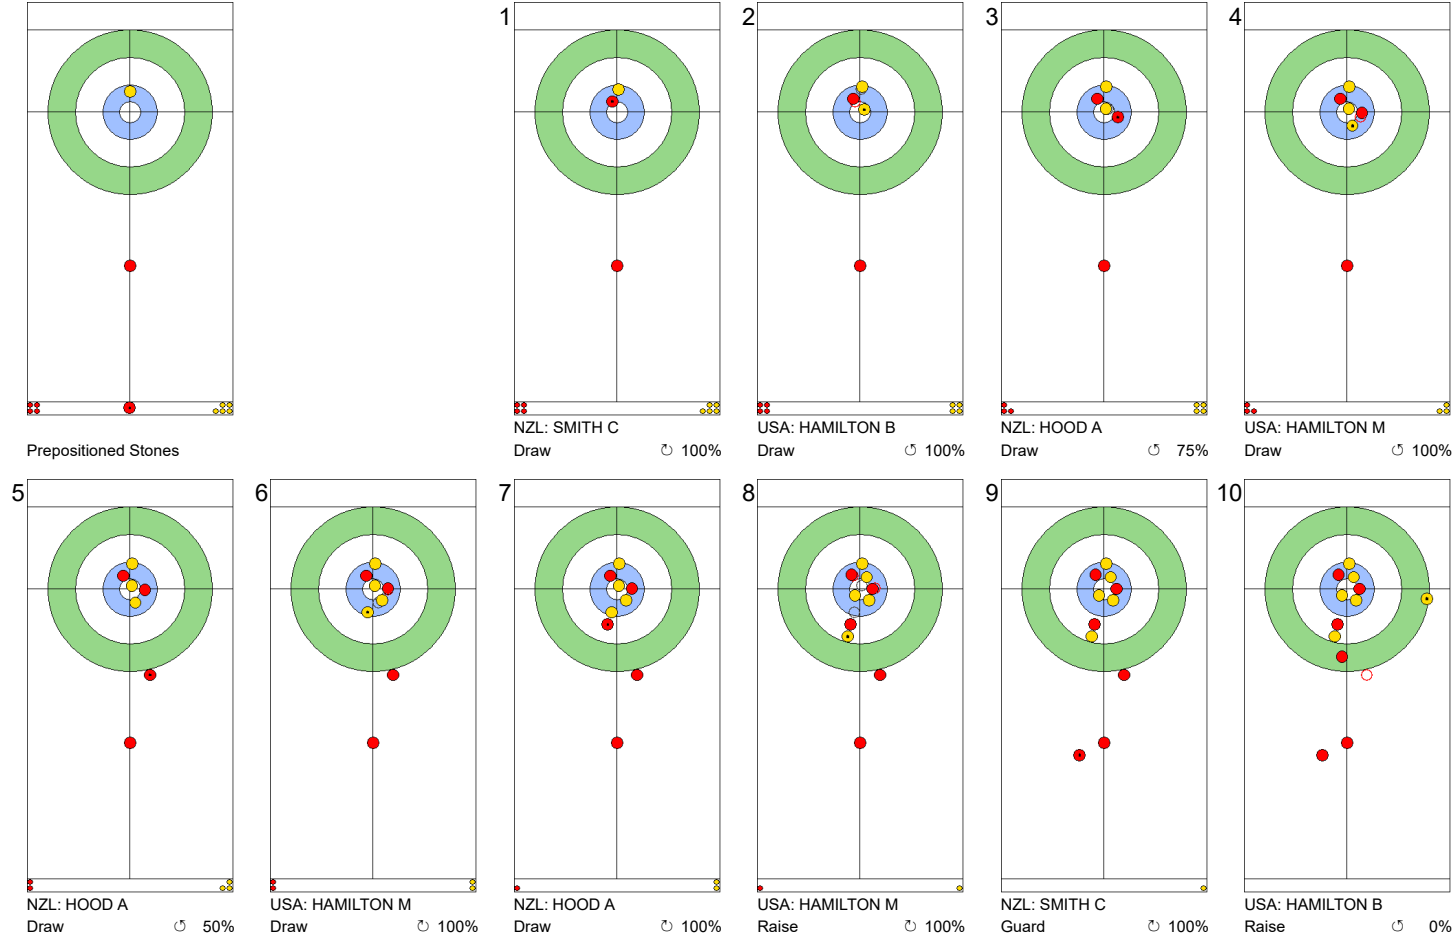 Prepositioned Stones
1
NZL: SMITH C
Draw ↻ 100%
2
USA: HAMILTON B
Draw ↺ 100%
3
NZL: HOOD A
Draw ↺ 75%
4
USA: HAMILTON M
Draw ↺ 100%
5
NZL: HOOD A
Draw ↺ 50%
6
USA: HAMILTON M
Draw ↻ 100%
7
NZL: HOOD A
Draw ↻ 100%
8
USA: HAMILTON M
Raise ↻ 100%
9
NZL: SMITH C
Guard ↻ 100%
10
USA: HAMILTON B
Raise ↺ 0%